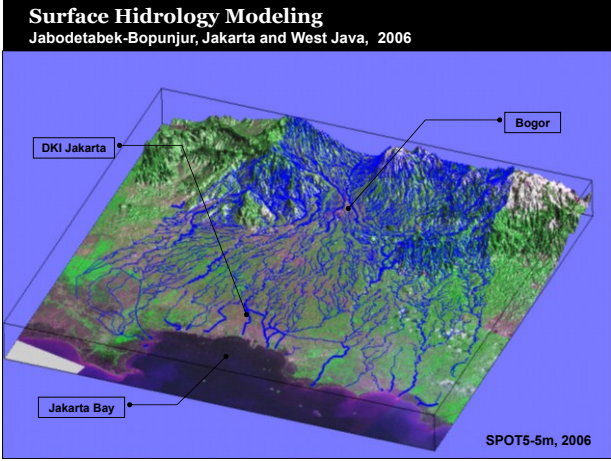 Surface Hidrology Modeling
Jabodetabek-Bopunjur, Jakarta and West Java, 2006
Bogor
DKI Jakarta
Jakarta Bay
SPOT5-5m, 2006